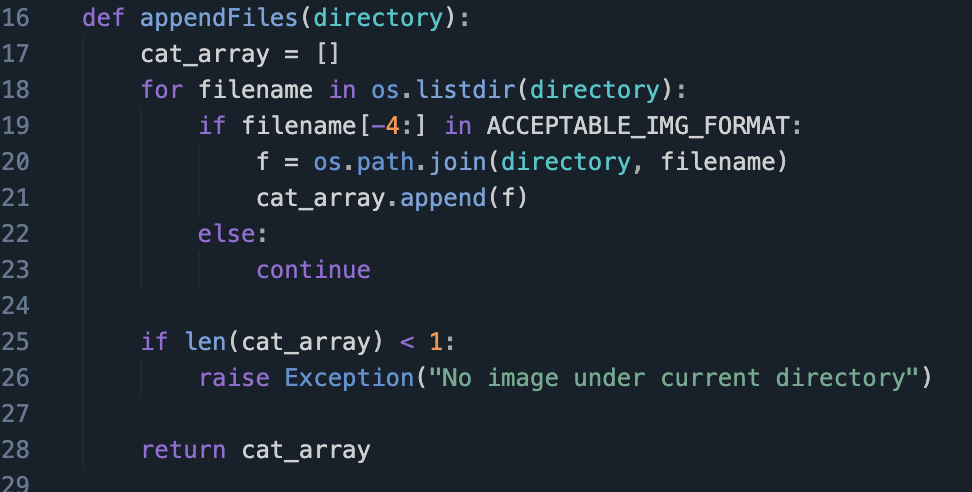 16 def appendFiles(directory):
17 cat_array = []
18 for filename in os.listdir(directory):
19 if filename[-4:] in ACCEPTABLE_IMG_FORMAT:
20 f = os.path.join(directory, filename)
21 cat_array.append(f)
22 else:
23 continue
24
25 if len(cat_array) < 1:
26 raise Exception("No image under current directory")
27
28 return cat_array
29